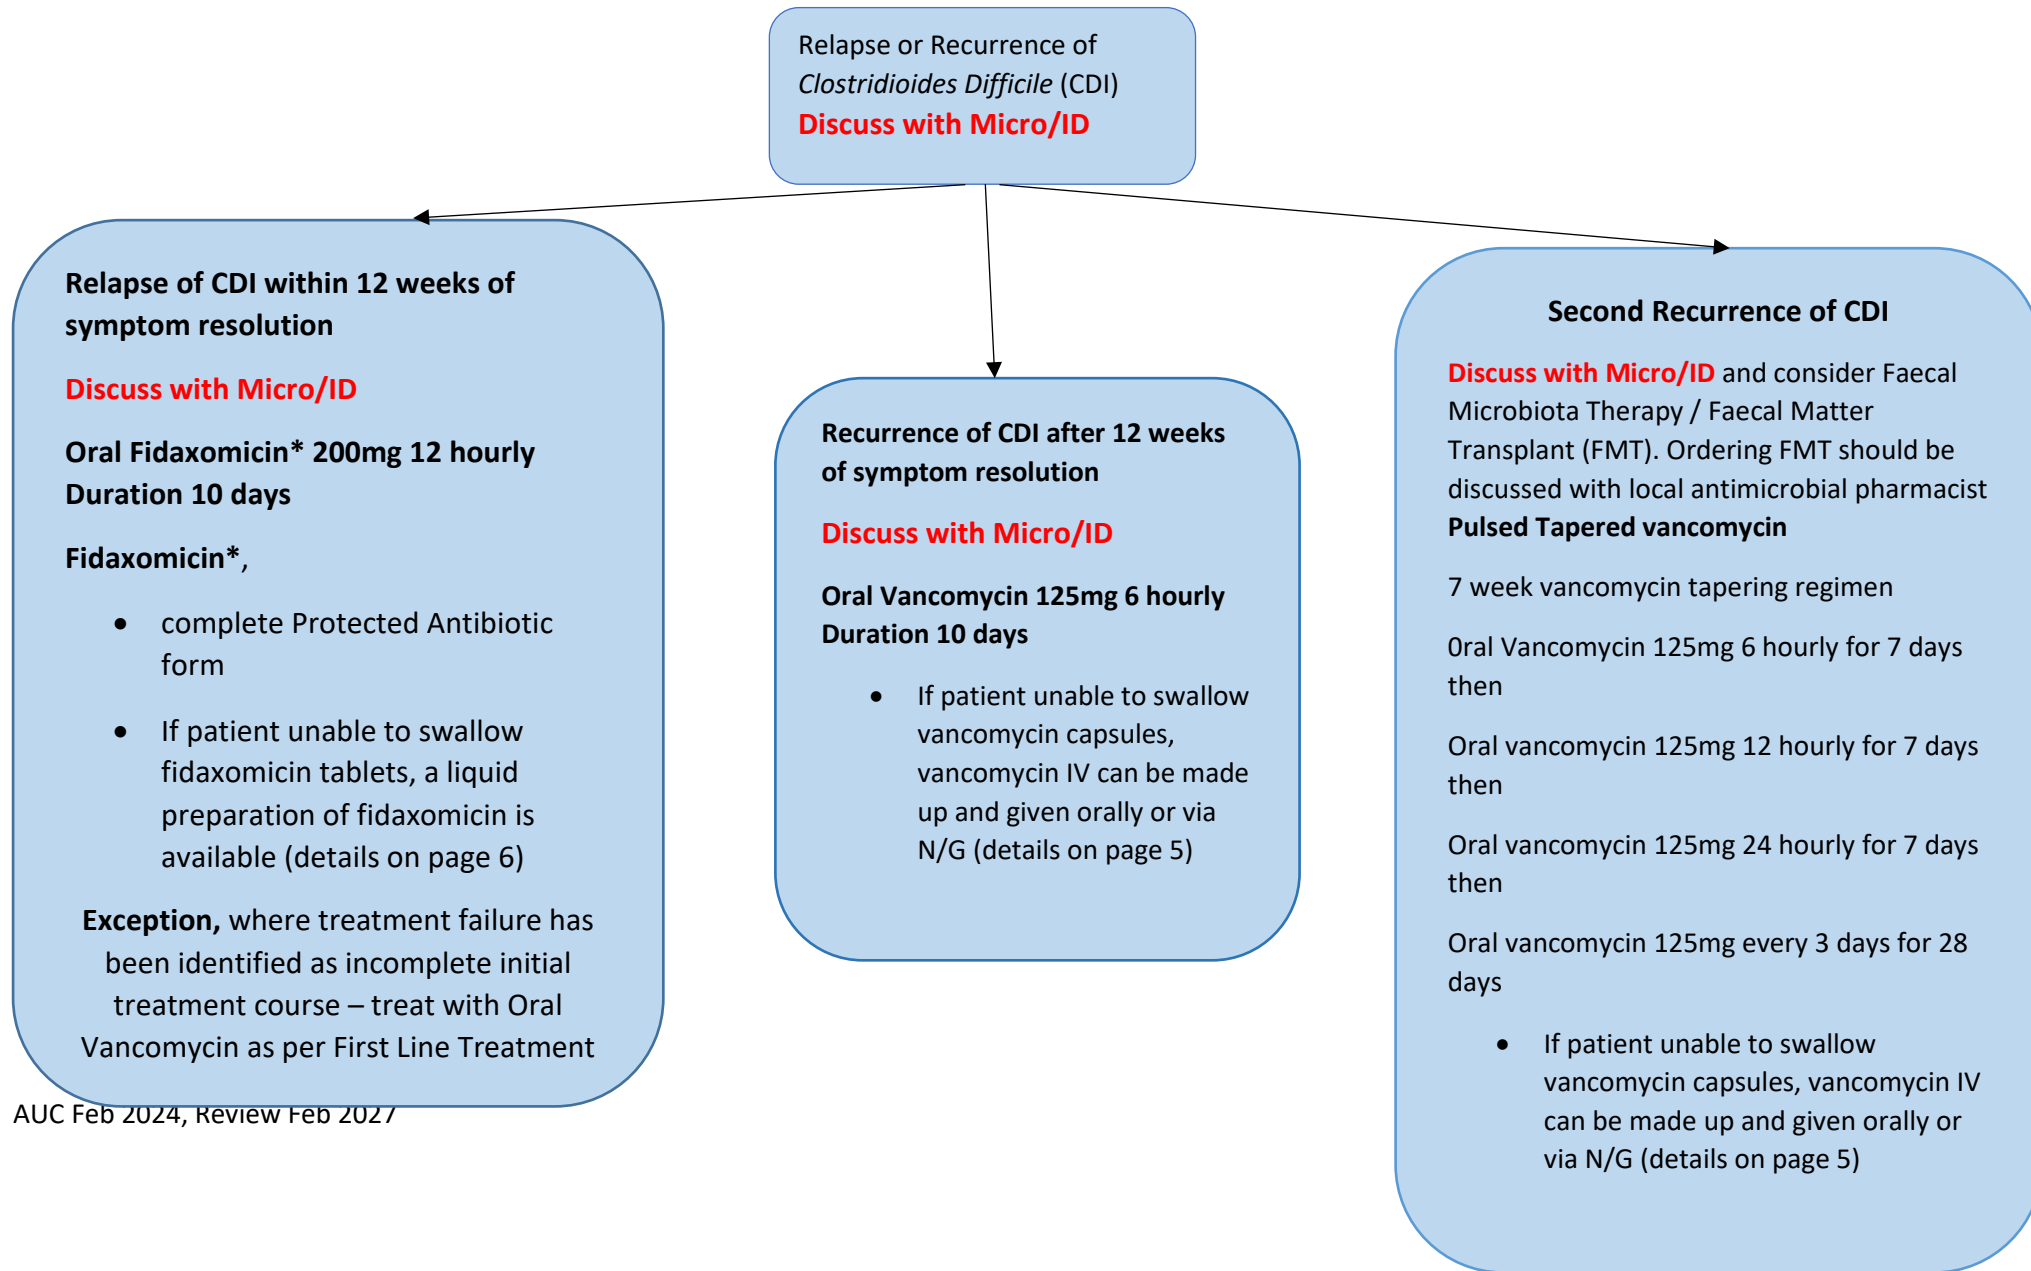 Relapse or Recurrence of
Clostridioides Difficile (CDI)
Discuss with Micro/ID
Relapse of CDI within 12 weeks of
symptom resolution
Discuss with Micro/ID
Oral Fidaxomicin* 200mg 12 hourly
Duration 10 days
Fidaxomicin*,
• complete Protected Antibiotic
form
• If patient unable to swallow
fidaxomicin tablets, a liquid
preparation of fidaxomicin is
available (details on page 6)
Exception, where treatment failure has
been identified as incomplete initial
treatment course – treat with Oral
Vancomycin as per First Line Treatment
Recurrence of CDI after 12 weeks
of symptom resolution
Discuss with Micro/ID
Oral Vancomycin 125mg 6 hourly
Duration 10 days
• If patient unable to swallow
vancomycin capsules,
vancomycin IV can be made
up and given orally or via
N/G (details on page 5)
Second Recurrence of CDI
Discuss with Micro/ID and consider Faecal
Microbiota Therapy / Faecal Matter
Transplant (FMT). Ordering FMT should be
discussed with local antimicrobial pharmacist
Pulsed Tapered vancomycin
7 week vancomycin tapering regimen
0ral Vancomycin 125mg 6 hourly for 7 days
then
Oral vancomycin 125mg 12 hourly for 7 days
then
Oral vancomycin 125mg 24 hourly for 7 days
then
Oral vancomycin 125mg every 3 days for 28
days
• If patient unable to swallow
vancomycin capsules, vancomycin IV
can be made up and given orally or
via N/G (details on page 5)
AUC Feb 2024, Review Feb 2027